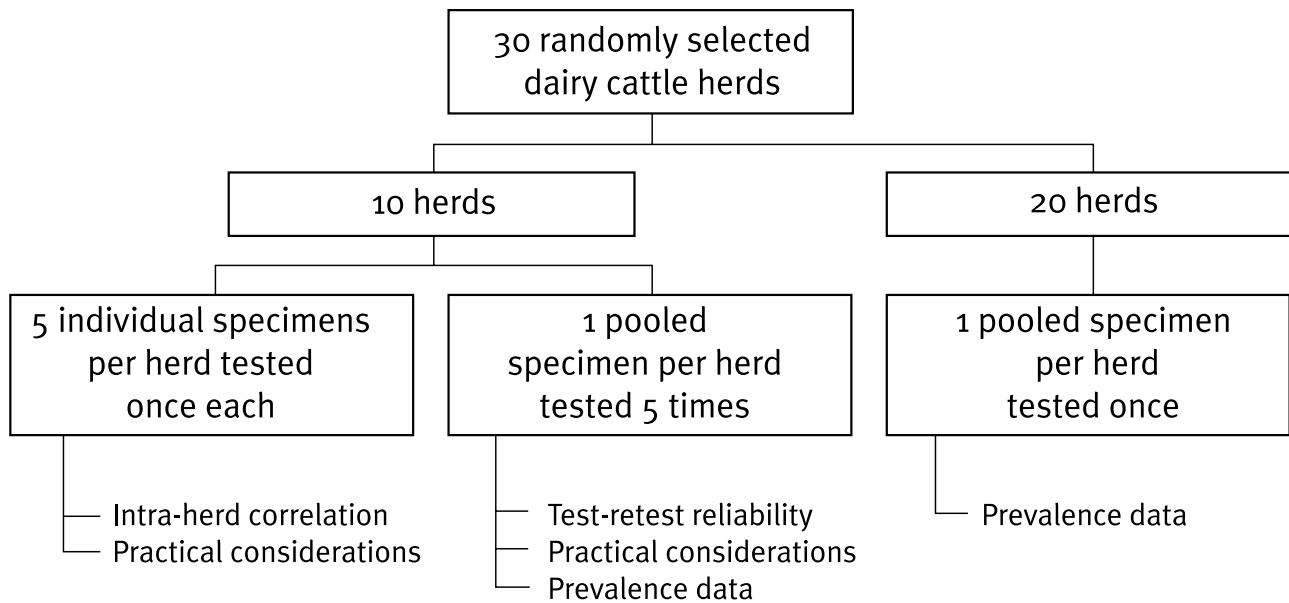 30 randomly selected
dairy cattle herds
10 herds
20 herds
5 individual specimens
per herd tested
once each
1 pooled
specimen per herd
tested 5 times
1 pooled specimen
per herd
tested once
Intra-herd correlation
Practical considerations
Test-retest reliability
Practical considerations
Prevalence data
Prevalence data